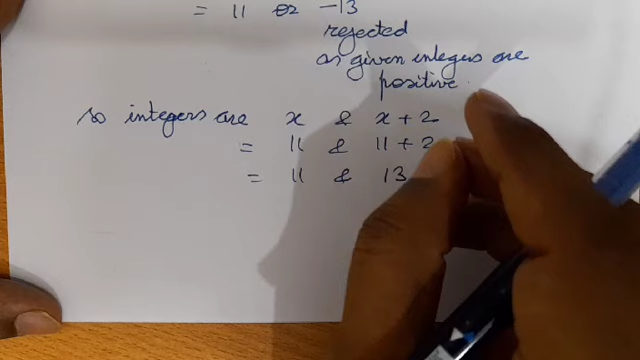 = 11 or -13
rejected
as given integers are
positive.
so integers are x & x+2
= 11 & 11+2
= 11 & 13